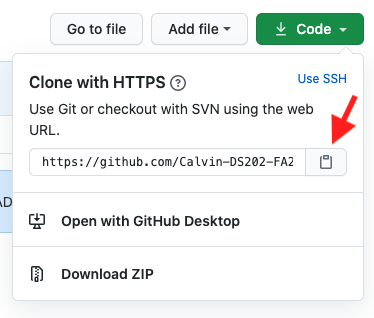 Go to file
Add file
Code
Clone with HTTPS ?
Use SSH
Use Git or checkout with SVN using the web
URL.
https://github.com/Calvin-DS202-FA2
AD
Open with GitHub Desktop
Download ZIP